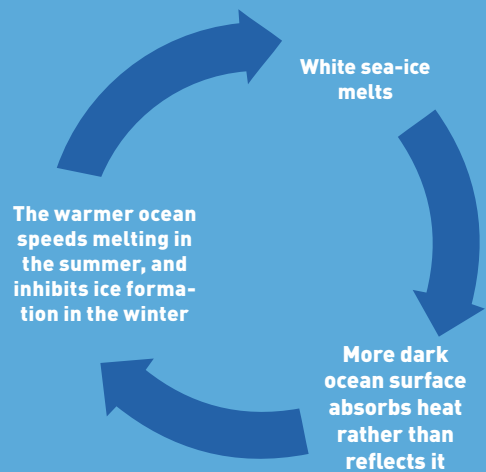 White sea-ice
melts
More dark
ocean surface
absorbs heat
rather than
reflects it
The warmer ocean
speeds melting in
the summer, and
inhibits ice forma-
tion in the winter